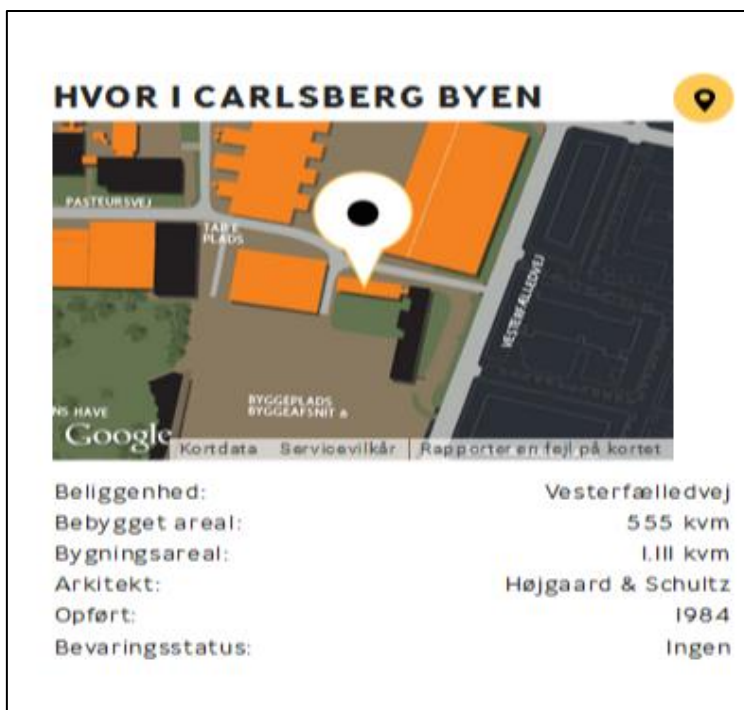 HVOR I CARLSBERG BYEN
PASTEURSVEJ
TAB E
PLADS
VESTERFÆLLEDVEJ
BYGGEPLADS
BYGGEAFSNIT 6
NS HAVE
Google
Kortdata Servicevilkår Rapporter en fejl på kortet
Beliggenhed: Vesterfælledvej
Bebygget areal: 555 kvm
Bygningsareal: 1.111 kvm
Arkitekt: Højgaard & Schultz
Opført: 1984
Bevaringsstatus: Ingen